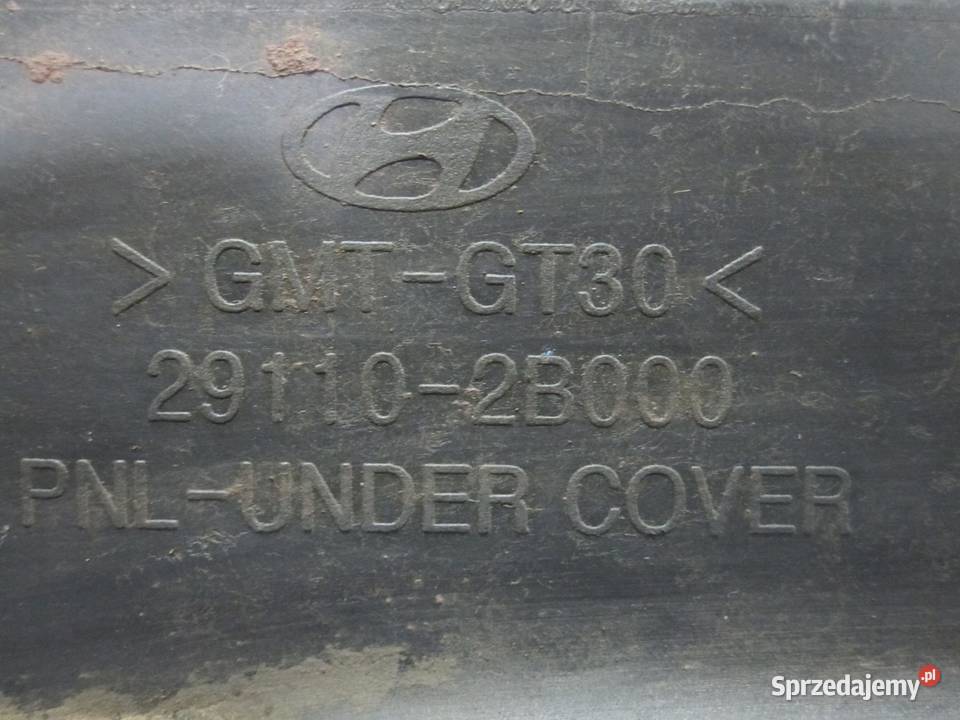 >GMT-GT30<
29110-2B000
PNL-UNDER COVER
Sprzedajemy.pl